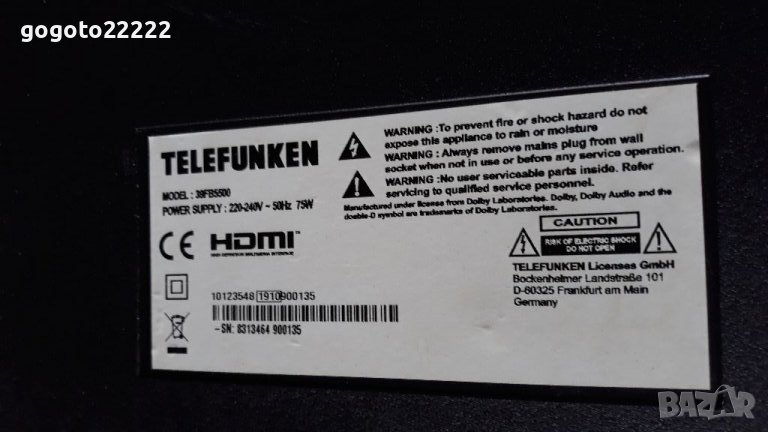 gogoto22222
TELEFUNKEN
MODEL : 39FB5500
POWER SUPPLY : 220-240V ~ 50Hz 75W
CE HDMI
HIGH-DEFINITION MULTIMEDIA INTERFACE
10123548 1910 900135
-SN: 8313464 900135
WARNING :To prevent fire or shock hazard do not
expose this appliance to rain or moisture
WARNING :Always remove mains plug from wall
socket when not in use or before any service operation.
WARNING :No user serviceable parts inside. Refer
servicing to qualified service personnel.
Manufactured under license from Dolby Laboratories. Dolby, Dolby Audio and the
double-D symbol are trademarks of Dolby Laboratories.
CAUTION
RISK OF ELECTRIC SHOCK
DO NOT OPEN
TELEFUNKEN Licenses GmbH
Bockenheimer Landstraße 101
D-60325 Frankfurt am Main
Germany
BAZAR